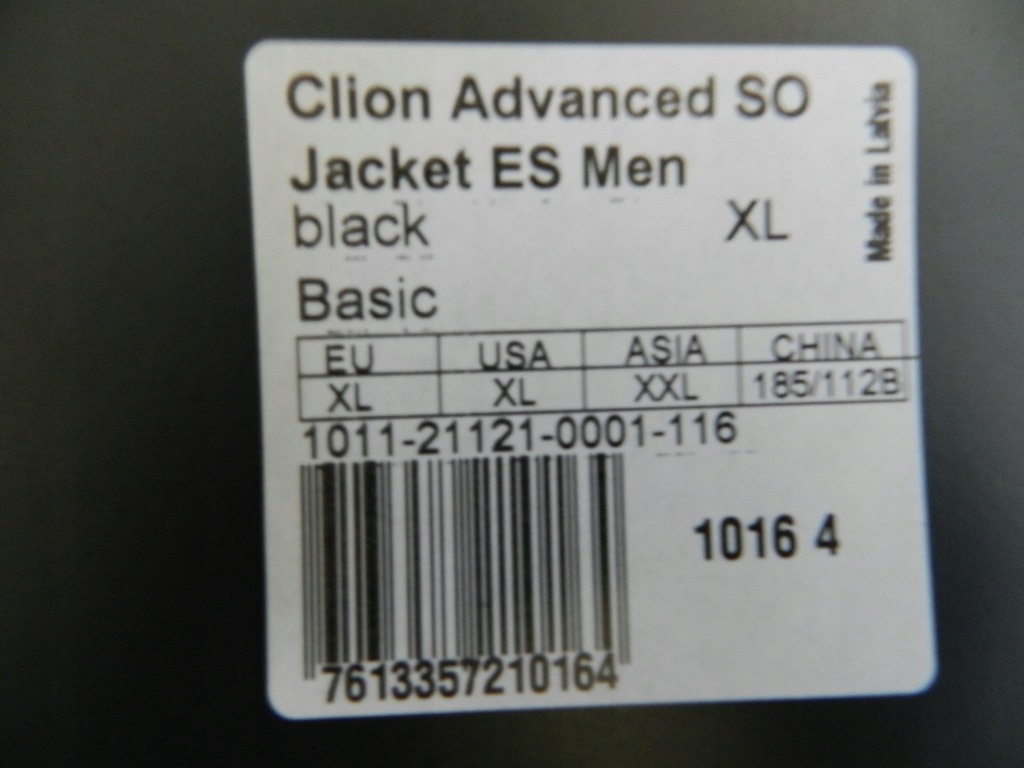 Clion Advanced SO
Jacket ES Men
black XL
Basic
Made in Latvia
EU USA ASIA CHINA
XL XL XXL 185/112B
1011-21121-0001-116
1016 4
7613357210164